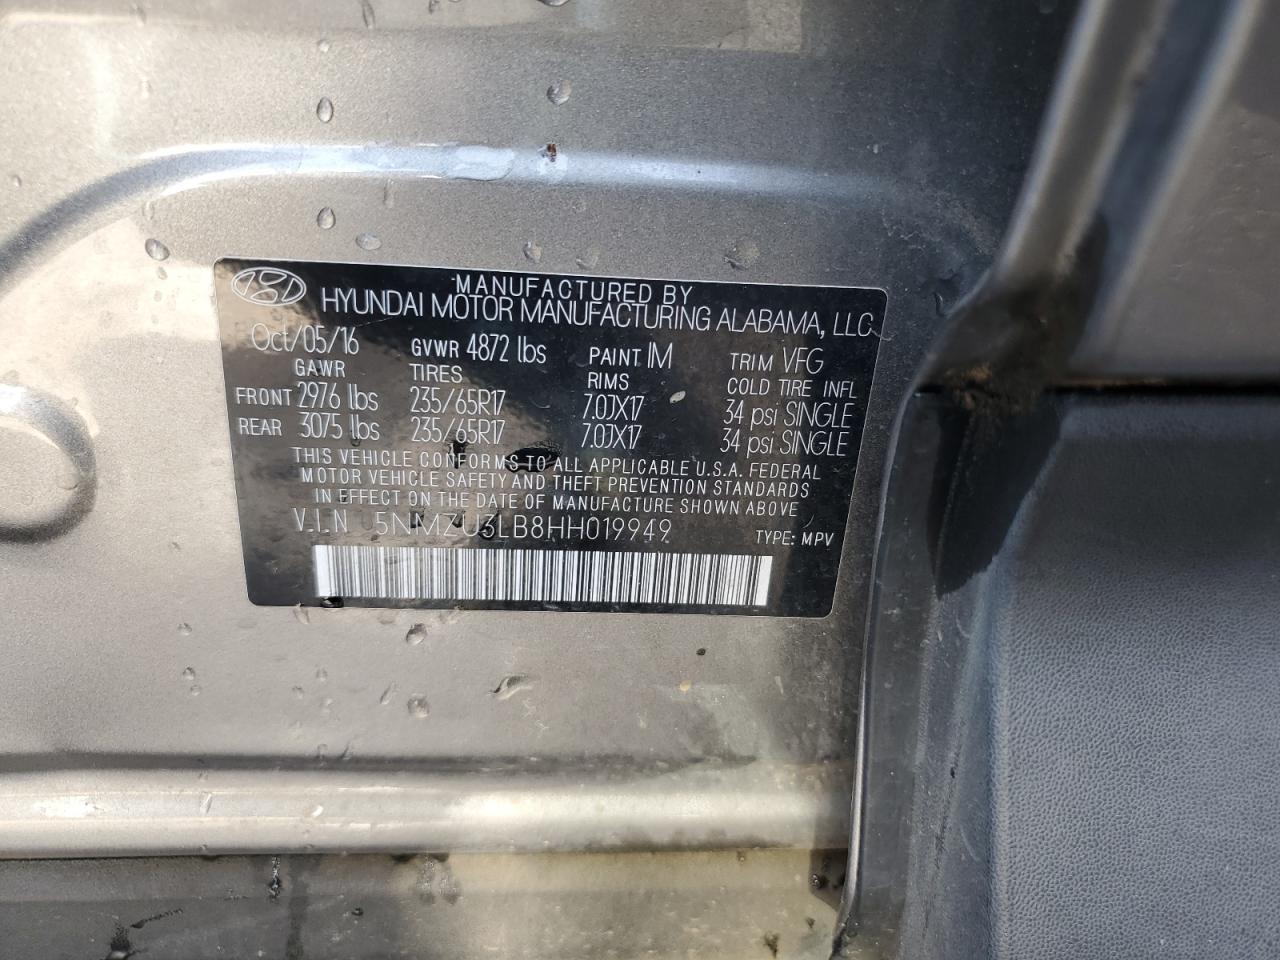 MANUFACTURED BY
HYUNDAI MOTOR MANUFACTURING ALABAMA, LLC
Oct/05/16 GVWR 4872 lbs PAINT IM TRIM VFG
GAWR TIRES RIMS COLD TIRE INFL
FRONT 2976 lbs 235/65R17 7.0JX17 34 psi SINGLE
REAR 3075 lbs 235/65R17 7.0JX17 34 psi SINGLE
THIS VEHICLE CONFORMS TO ALL APPLICABLE U.S.A. FEDERAL
MOTOR VEHICLE SAFETY AND THEFT PREVENTION STANDARDS
IN EFFECT ON THE DATE OF MANUFACTURE SHOWN ABOVE
V.I.N 5NMZU3LB8HH019949 TYPE: MPV